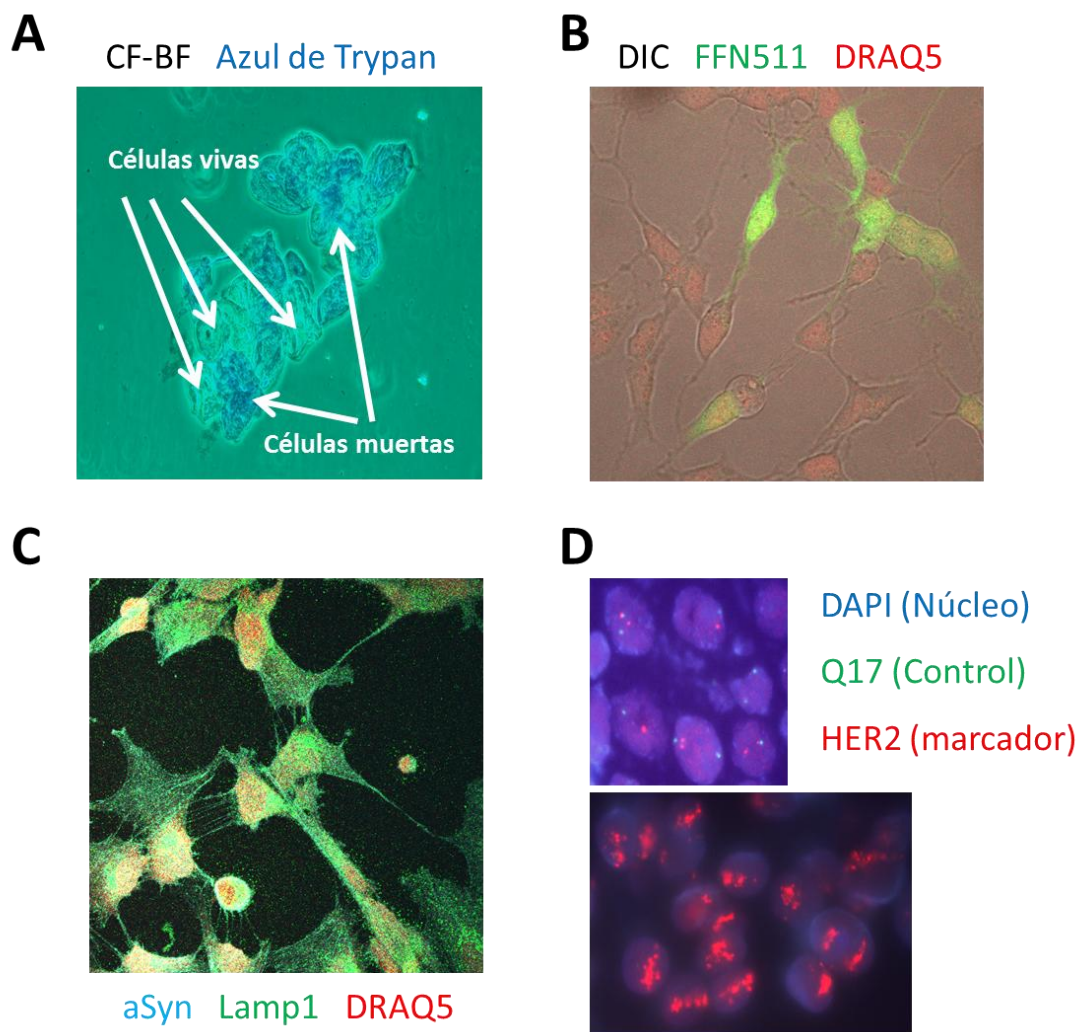 A
CF-BF Azul de Trypan
Células vivas
Células muertas
B
DIC FFN511 DRAQ5
C
aSyn Lamp1 DRAQ5
D
DAPI (Núcleo)
Q17 (Control)
HER2 (marcador)